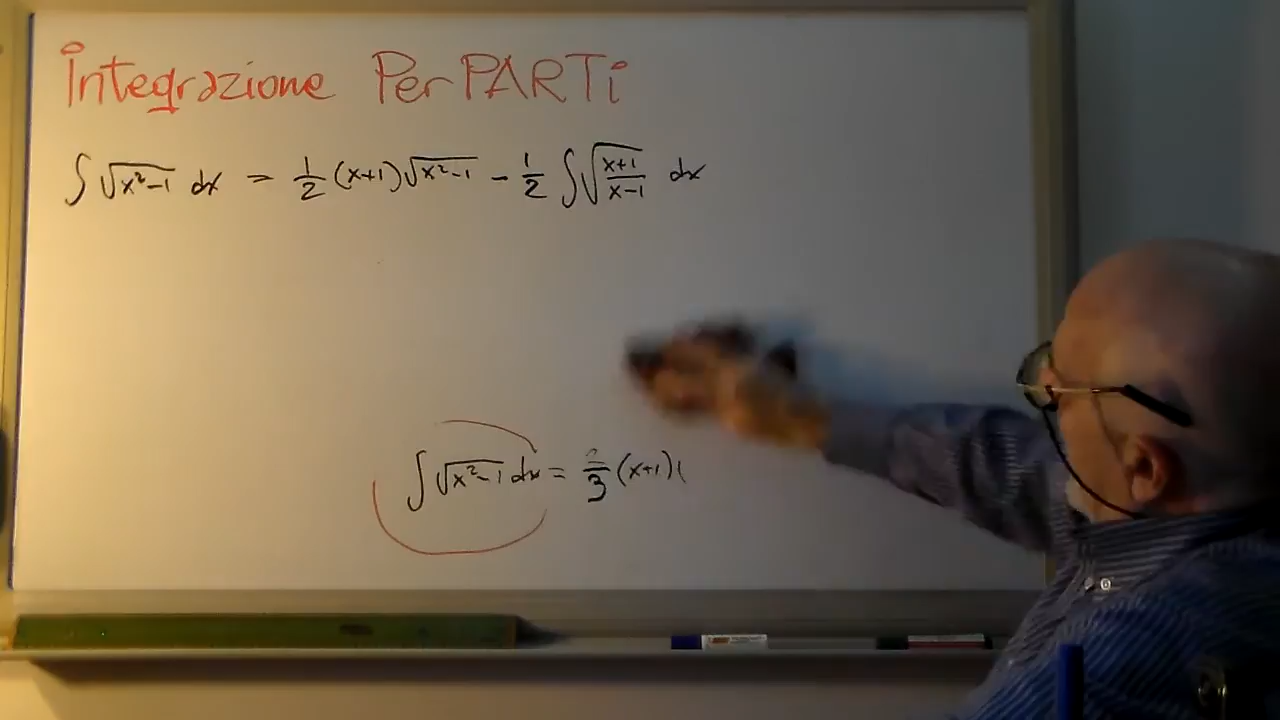 Integrazione Per PARTi
∫ √(x²-1) dx = 1/2 (x+1) √(x²-1) - 1/2 ∫ √((x+1)/(x-1)) dx
∫ √(x²-1) dx = 2/3 (x+1) (